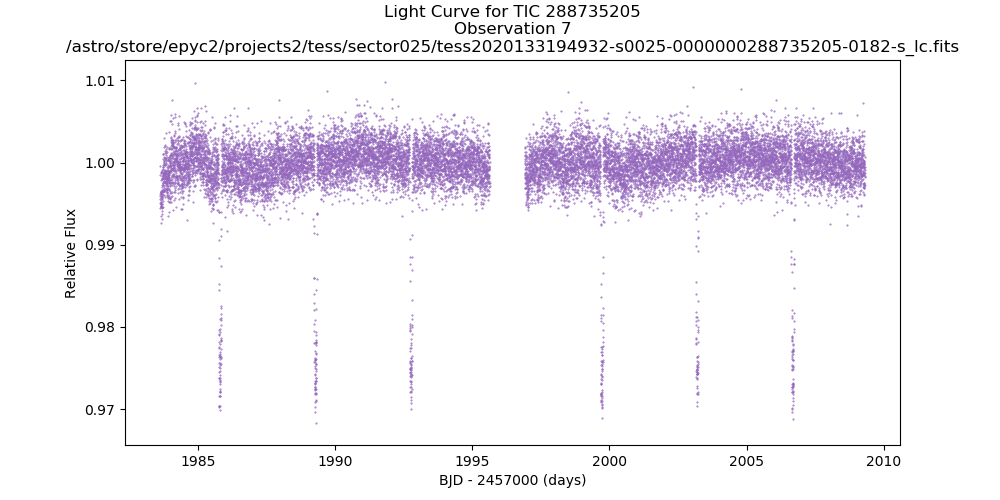 Light Curve for TIC 288735205
Observation 7
/astro/store/epyc2/projects2/tess/sector025/tess2020133194932-s0025-0000000288735205-0182-s_lc.fits
1.01
1.00
0.99
0.98
0.97
Relative Flux
1985
1990
1995
2000
2005
2010
BJD - 2457000 (days)